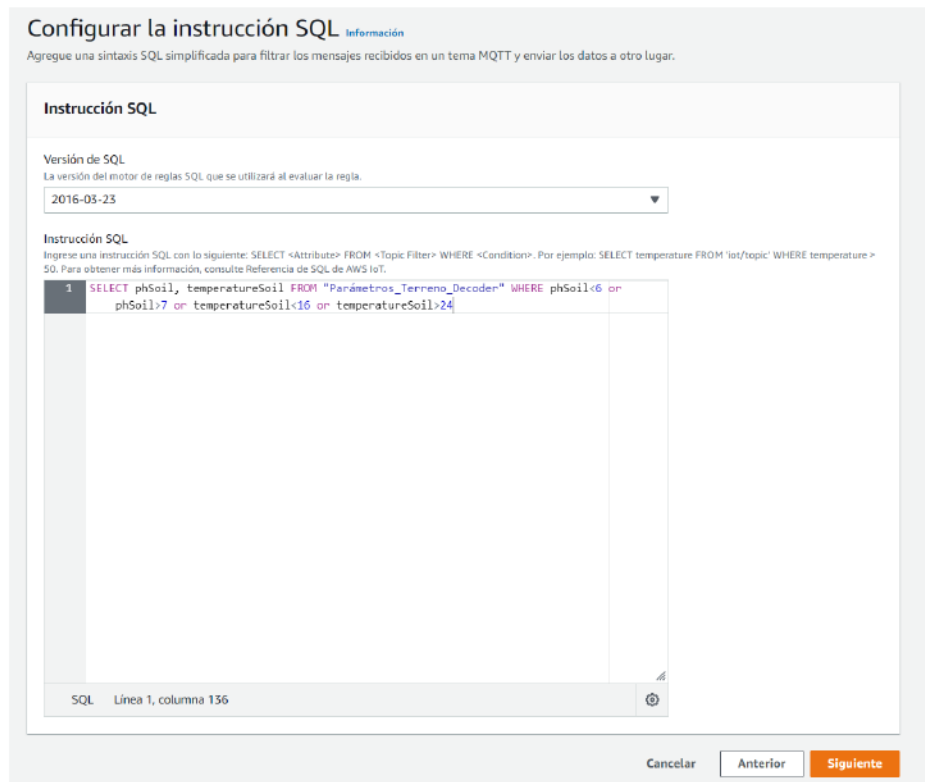 Configurar la instrucción SQL Información
Agregue una sintaxis SQL simplificada para filtrar los mensajes recibidos en un tema MQTT y enviar los datos a otro lugar.
Instrucción SQL
Versión de SQL
La versión del motor de reglas SQL que se utilizará al evaluar la regla.
2016-03-23
Instrucción SQL
Ingrese una instrucción SQL con lo siguiente: SELECT <Attribute> FROM <Topic Filter> WHERE <Condition>. Por ejemplo: SELECT temperature FROM 'iot/topic' WHERE temperature >
50. Para obtener más información, consulte Referencia de SQL de AWS IoT.
1 SELECT phSoil, temperatureSoil FROM "Parámetros_Terreno_Decoder" WHERE phSoil<6 or
phSoil>7 or temperatureSoil<16 or temperatureSoil>24
SQL Línea 1, columna 136
Cancelar Anterior Siguiente